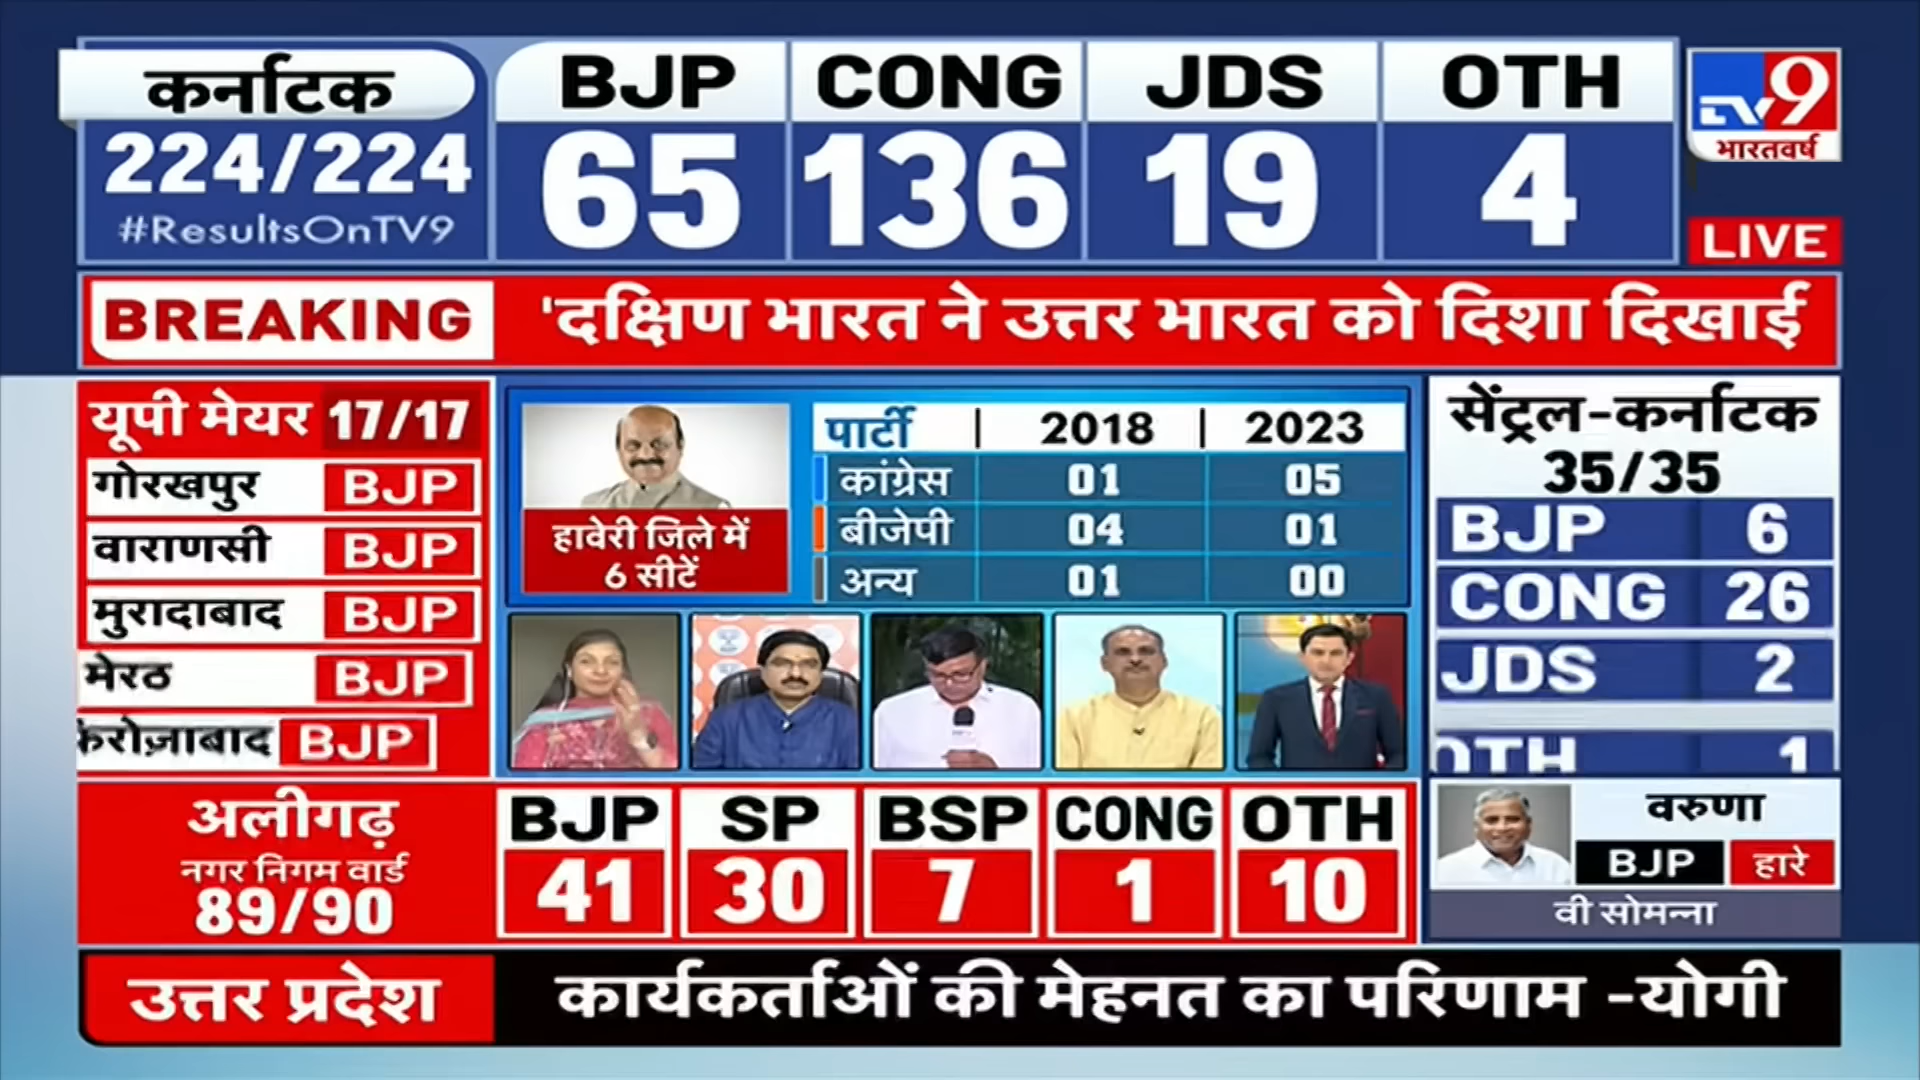 कर्नाटक
224/224
#ResultsOnTV9
BJP CONG JDS OTH
65 136 19 4
TV9
भारतवर्ष
LIVE
BREAKING
'दक्षिण भारत ने उत्तर भारत को दिशा दिखाई
यूपी मेयर 17/17
गोरखपुर BJP
वाराणसी BJP
मुरादाबाद BJP
मेरठ BJP
फिरोज़ाबाद BJP
हावेरी जिले में
6 सीटें
पार्टी | 2018 | 2023
कांग्रेस 01 05
बीजेपी 04 01
अन्य 01 00
सेंट्रल-कर्नाटक
35/35
BJP 6
CONG 26
JDS 2
OTH 1
वरुणा
BJP हारे
वी सोमन्ना
अलीगढ़
नगर निगम वार्ड
89/90
BJP SP BSP CONG OTH
41 30 7 1 10
उत्तर प्रदेश
कार्यकर्ताओं की मेहनत का परिणाम -योगी